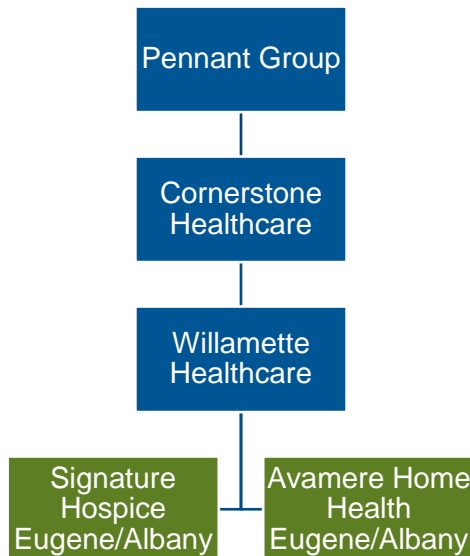 Pennant Group
Cornerstone
Healthcare
Willamette
Healthcare
Signature
Hospice
Eugene/Albany
Avamere Home
Health
Eugene/Albany